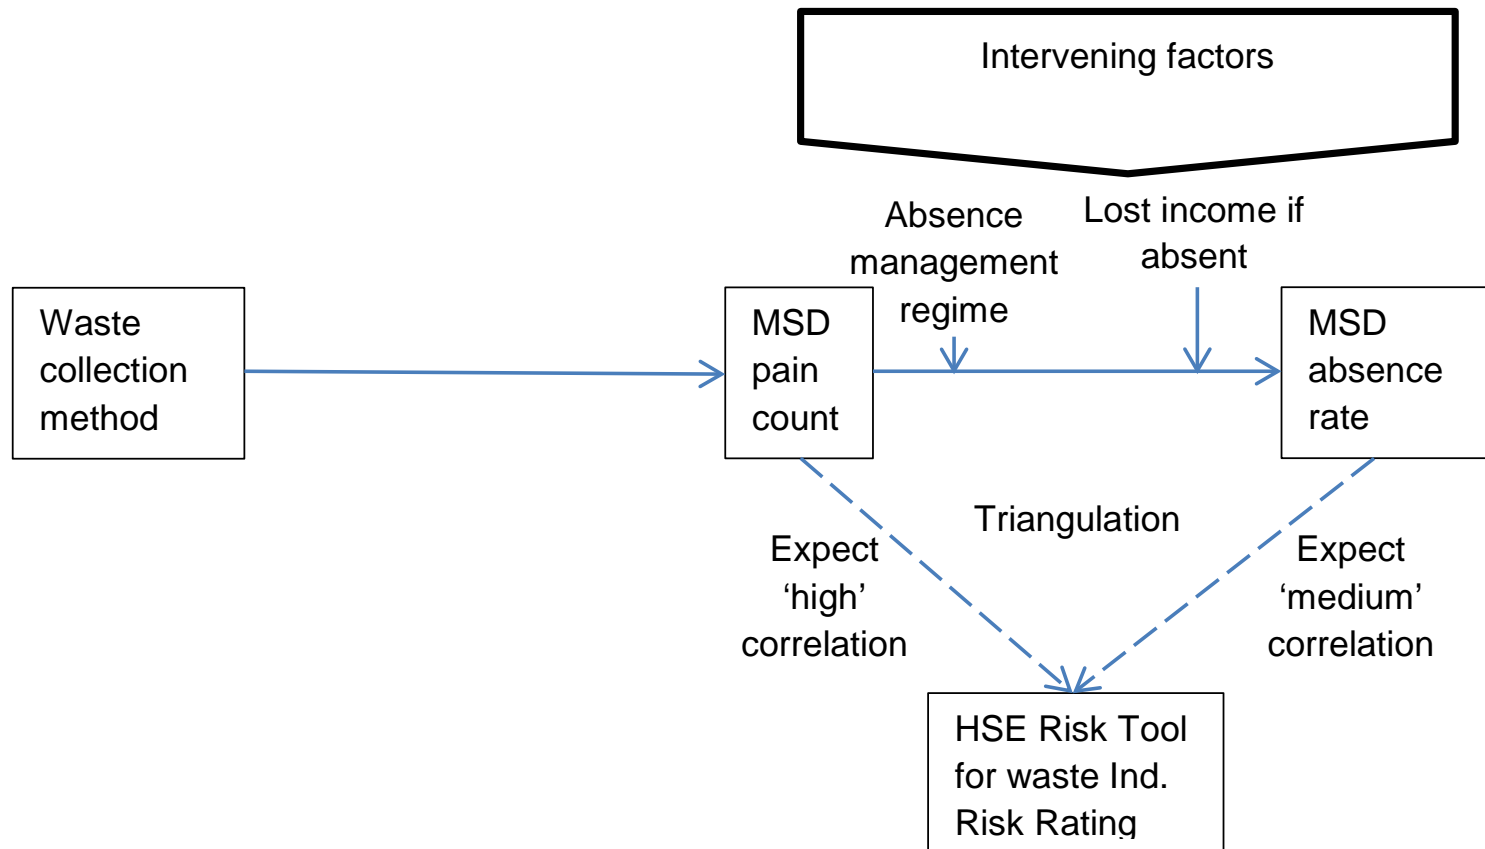 Intervening factors
Absence
management
regime
Lost income if
absent
Waste
collection
method
MSD
pain
count
MSD
absence
rate
Triangulation
Expect
‘high’
correlation
Expect
‘medium’
correlation
HSE Risk Tool
for waste Ind.
Risk Rating